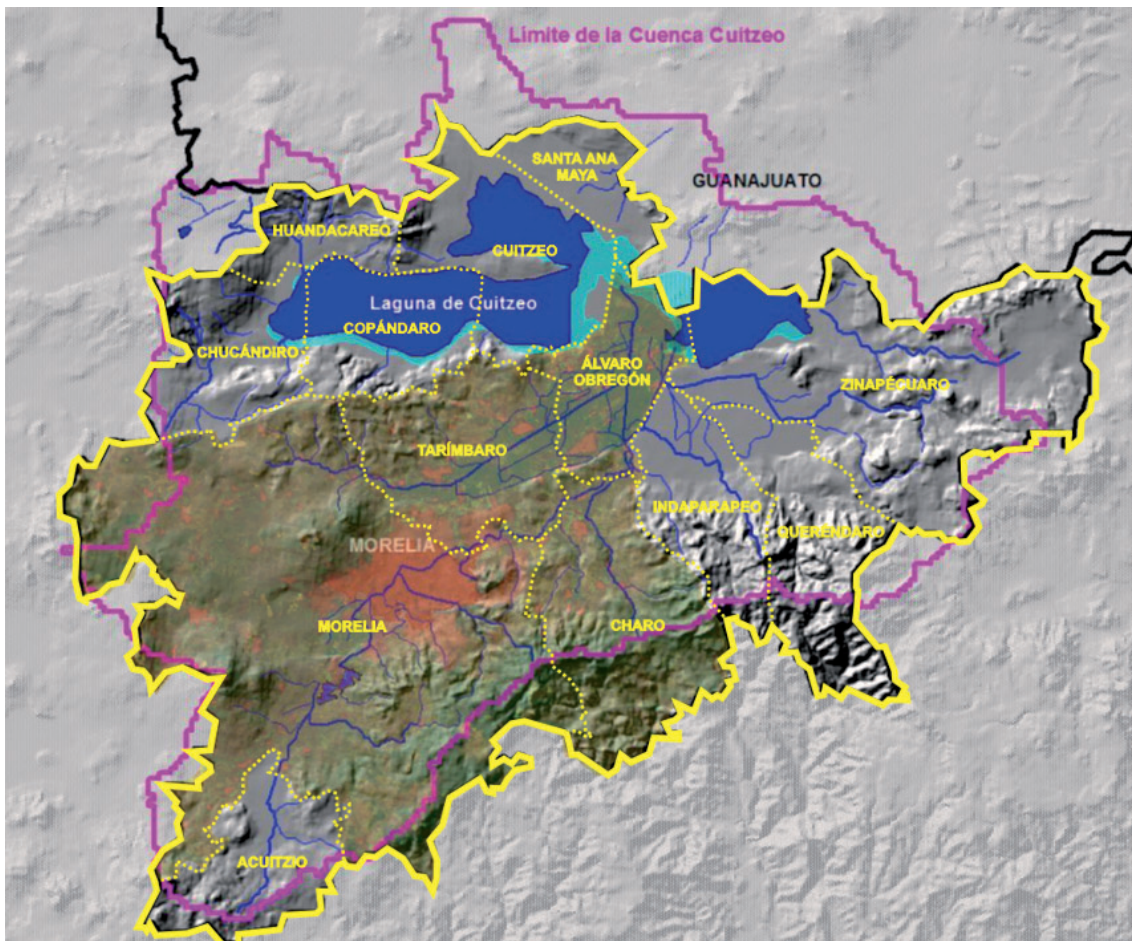 Límite de la Cuenca Cuitzeo
SANTA ANA
MAYA
GUANAJUATO
HUANDACAREO
CUITZEO
Laguna de Cuitzeo
COPÁNDARO
CHUCÁNDIRO
ÁLVARO
OBREGÓN
ZINAPÉCUARO
TARÍMBARO
INDAPARAPEO
QUERÉNDARO
MORELIA
MORELIA
CHARO
ACUITZIO